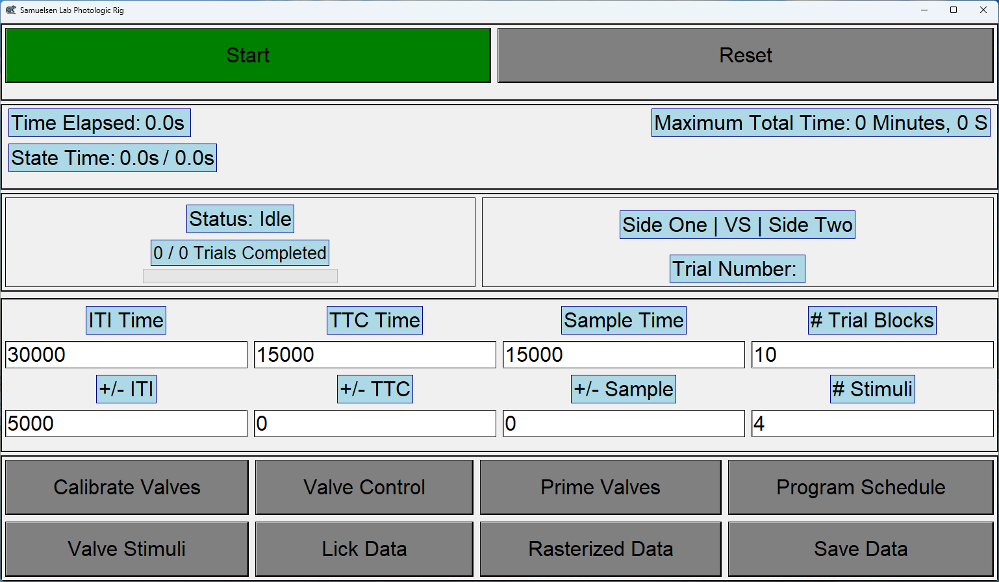 Samuelsen Lab Photologic Rig
Start
Reset
Time Elapsed: 0.0s
Maximum Total Time: 0 Minutes, 0 S
State Time: 0.0s / 0.0s
Status: Idle
0 / 0 Trials Completed
Side One | VS | Side Two
Trial Number:
ITI Time
TTC Time
Sample Time
# Trial Blocks
30000
15000
15000
10
+/- ITI
+/- TTC
+/- Sample
# Stimuli
5000
0
0
4
Calibrate Valves
Valve Control
Prime Valves
Program Schedule
Valve Stimuli
Lick Data
Rasterized Data
Save Data